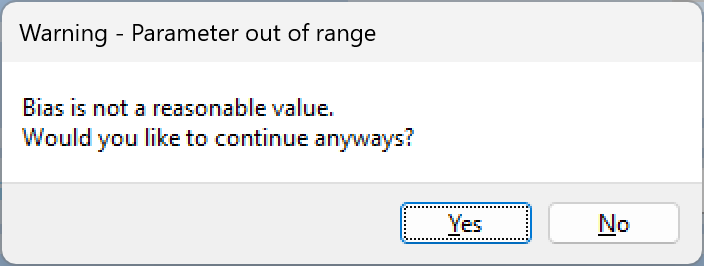 Warning - Parameter out of range
Bias is not a reasonable value.
Would you like to continue anyways?
Yes No